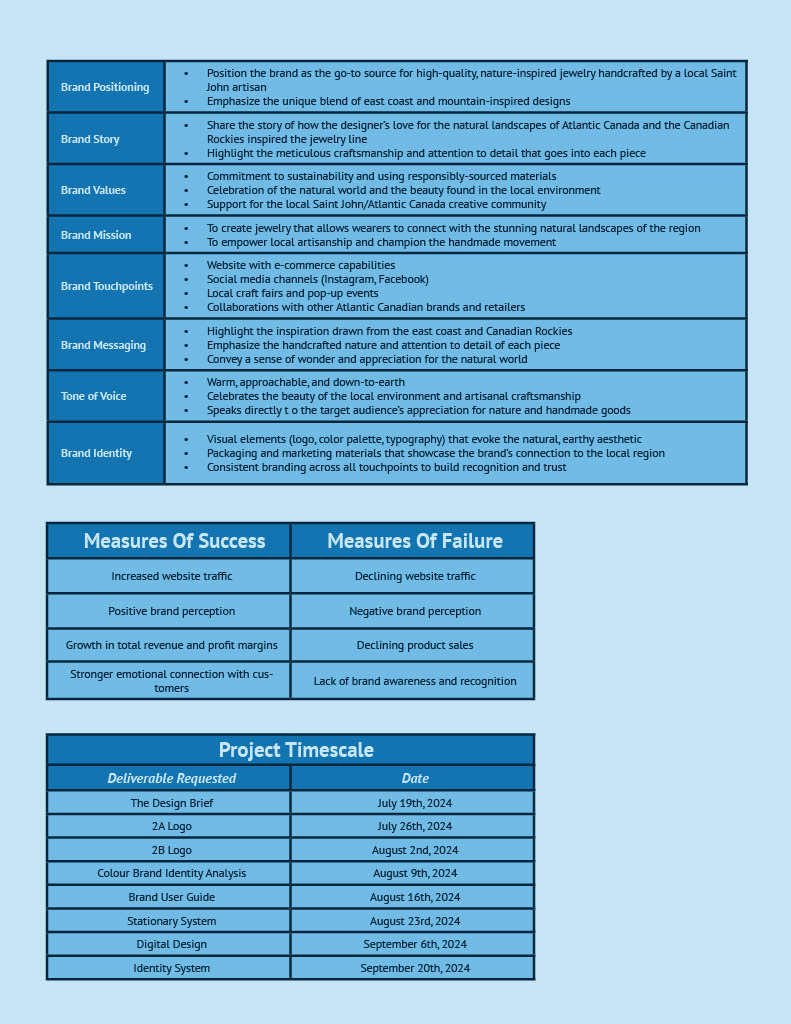 Brand Positioning
• Position the brand as the go-to source for high-quality, nature-inspired jewelry handcrafted by a local Saint
John artisan
• Emphasize the unique blend of east coast and mountain-inspired designs
Brand Story
• Share the story of how the designer's love for the natural landscapes of Atlantic Canada and the Canadian
Rockies inspired the jewelry line
• Highlight the meticulous craftsmanship and attention to detail that goes into each piece
Brand Values
• Commitment to sustainability and using responsibly-sourced materials
• Celebration of the natural world and the beauty found in the local environment
• Support for the local Saint John/Atlantic Canada creative community
Brand Mission
• To create jewelry that allows wearers to connect with the stunning natural landscapes of the region
• To empower local artisanship and champion the handmade movement
Brand Touchpoints
• Website with e-commerce capabilities
• Social media channels (Instagram, Facebook)
• Local craft fairs and pop-up events
• Collaborations with other Atlantic Canadian brands and retailers
Brand Messaging
• Highlight the inspiration drawn from the east coast and Canadian Rockies
• Emphasize the handcrafted nature and attention to detail of each piece
• Convey a sense of wonder and appreciation for the natural world
Tone of Voice
• Warm, approachable, and down-to-earth
• Celebrates the beauty of the local environment and artisanal craftsmanship
• Speaks directly t o the target audience's appreciation for nature and handmade goods
Brand Identity
• Visual elements (logo, color palette, typography) that evoke the natural, earthy aesthetic
• Packaging and marketing materials that showcase the brand's connection to the local region
• Consistent branding across all touchpoints to build recognition and trust
Measures Of Success Measures Of Failure
Increased website traffic Declining website traffic
Positive brand perception Negative brand perception
Growth in total revenue and profit margins Declining product sales
Stronger emotional connection with cus-
tomers
Lack of brand awareness and recognition
Project Timescale
Deliverable Requested Date
The Design Brief July 19th, 2024
2A Logo July 26th, 2024
2B Logo August 2nd, 2024
Colour Brand Identity Analysis August 9th, 2024
Brand User Guide August 16th, 2024
Stationary System August 23rd, 2024
Digital Design September 6th, 2024
Identity System September 20th, 2024